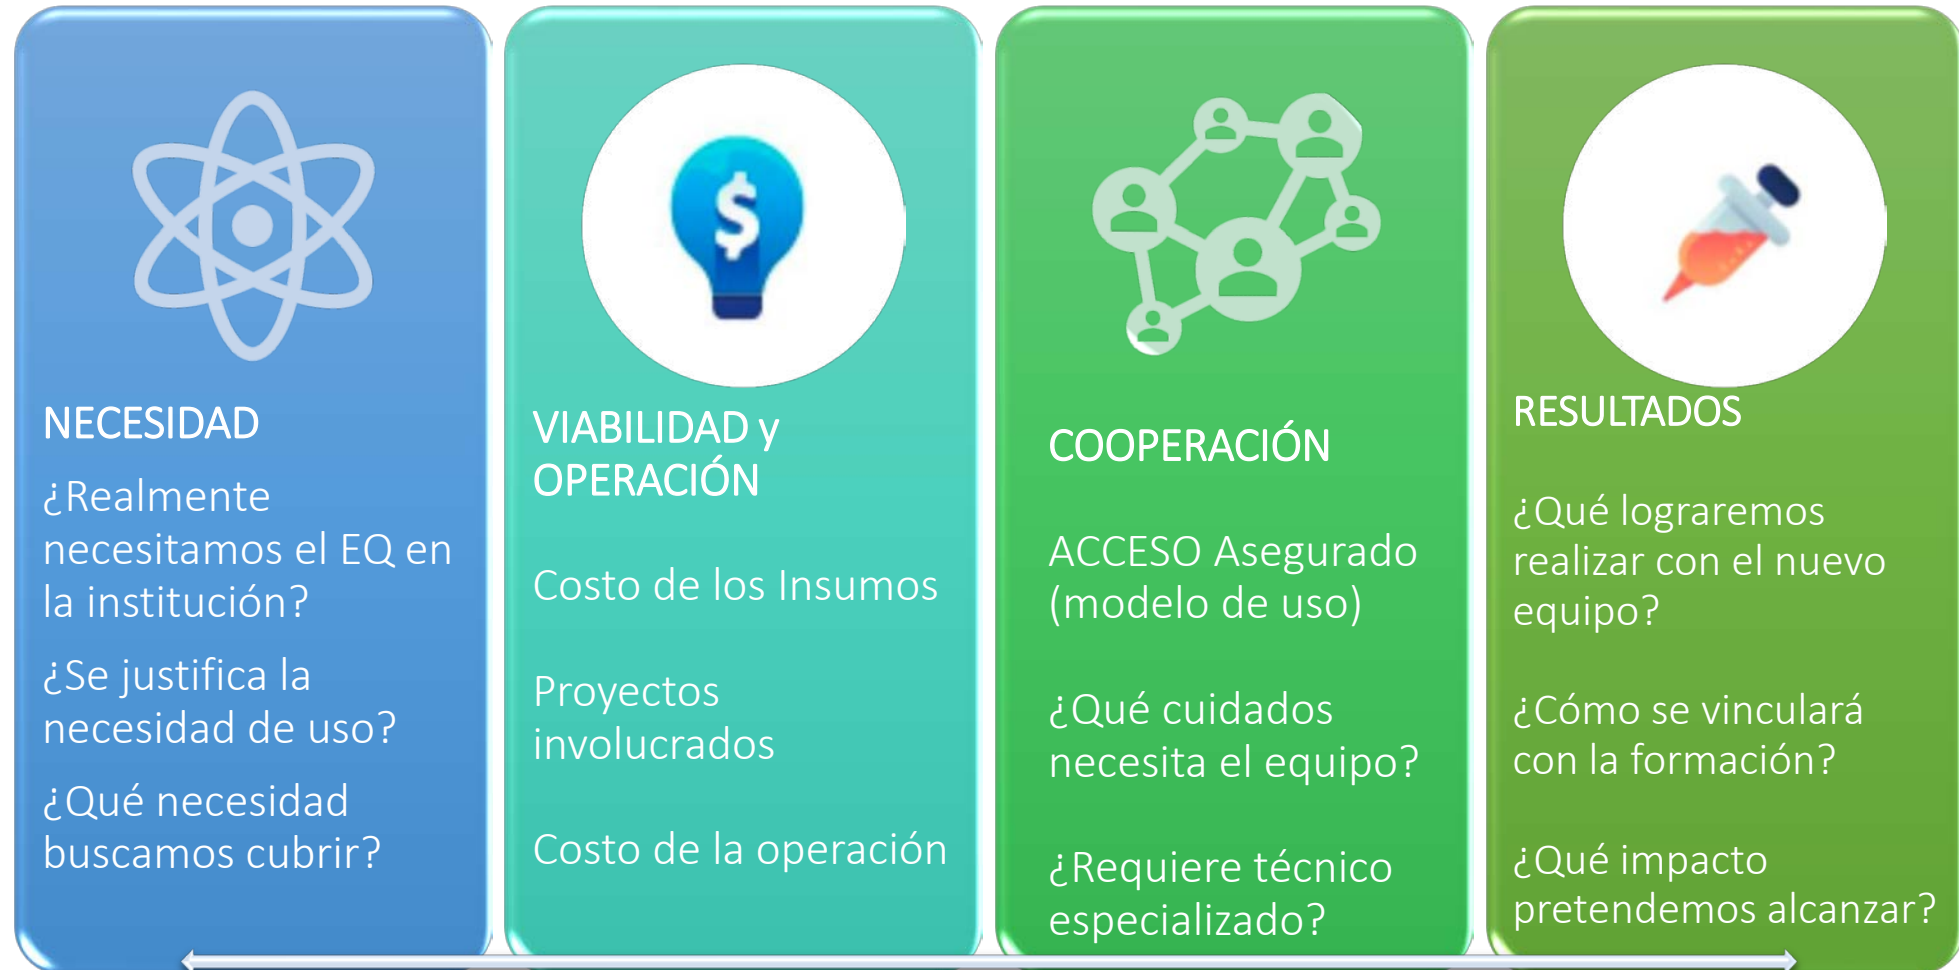 NECESIDAD
¿Realmente
necesitamos el EQ en
la institución?
¿Se justifica la
necesidad de uso?
¿Qué necesidad
buscamos cubrir?
$
VIABILIDAD y
OPERACIÓN
Costo de los Insumos
Proyectos
involucrados
Costo de la operación
COOPERACIÓN
ACCESO Asegurado
(modelo de uso)
¿Qué cuidados
necesita el equipo?
¿Requiere técnico
especializado?
RESULTADOS
¿Qué lograremos
realizar con el nuevo
equipo?
¿Cómo se vinculará
con la formación?
¿Qué impacto
pretendemos alcanzar?